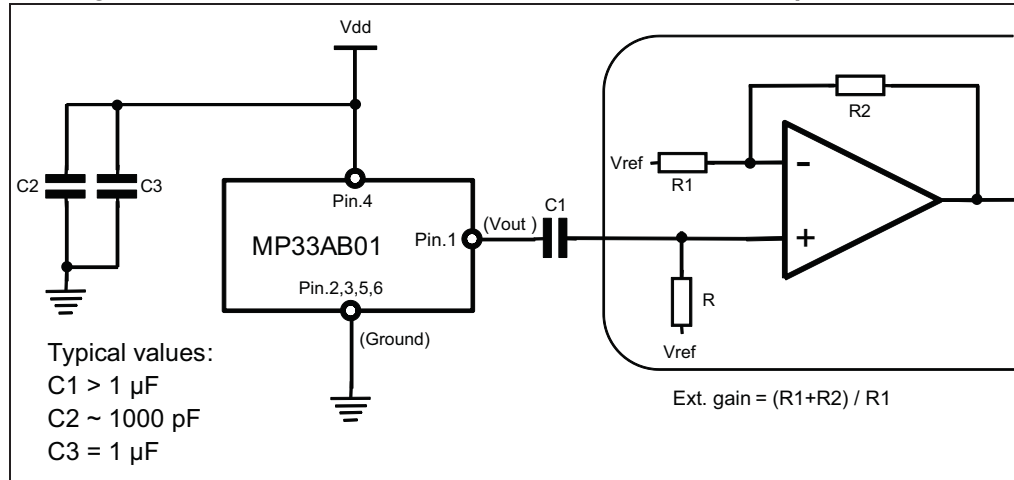 Vdd
C2
C3
Pin.4
MP33AB01
Pin.1
(Vout )
C1
Pin.2,3,5,6
(Ground)
Vref
R1
R2
-
+
R
Vref
Typical values:
C1 > 1 µF
C2 ~ 1000 pF
C3 = 1 µF
Ext. gain = (R1+R2) / R1